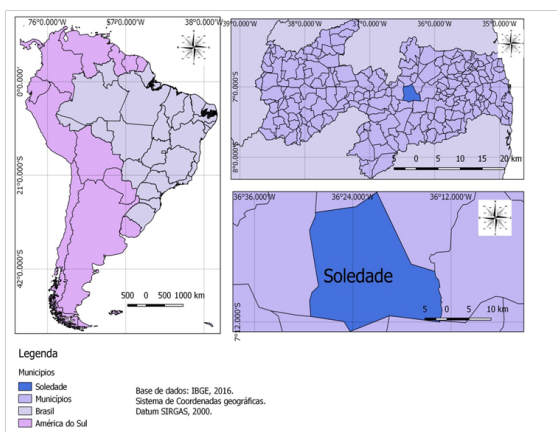 76°0.000'W 57°0.000'W 38°0.000'W
0°0.000'S
21°0.000'S
42°0.000'S
500 0 500 1000 km
39°0.000'W 38°0.000'W 37°0.000'W 36°0.000'W 35°0.000'W
7°0.000'S
8°0.000'S
5 0 5 10 15 20 km
36°36.000'W 36°24.000'W 36°12.000'W
Soledade
7°12.000'S
5 0 5 10 km
Legenda
Municipios
Soledade
Municípios
Brasil
América do Sul
Base de dados: IBGE, 2016.
Sistema de Coordenadas geográficas.
Datum SIRGAS, 2000.